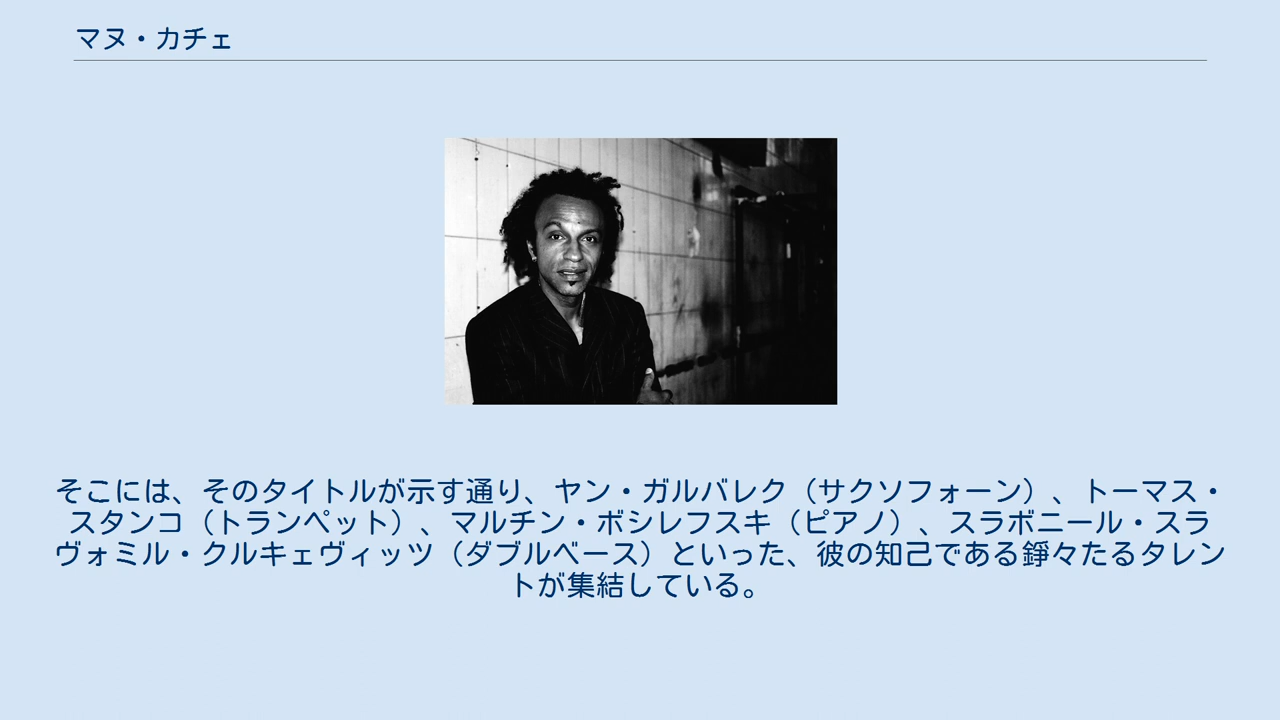 マヌ・カチェ
そこには、そのタイトルが示す通り、ヤン・ガルバレク（サクソフォーン）、トーマス・
スタンコ（トランペット）、マルチン・ボシレフスキ（ピアノ）、スラボニール・スラ
ヴォミル・クルキェヴィッツ（ダブルベース）といった、彼の知己である錚々たるタレン
トが集結している。